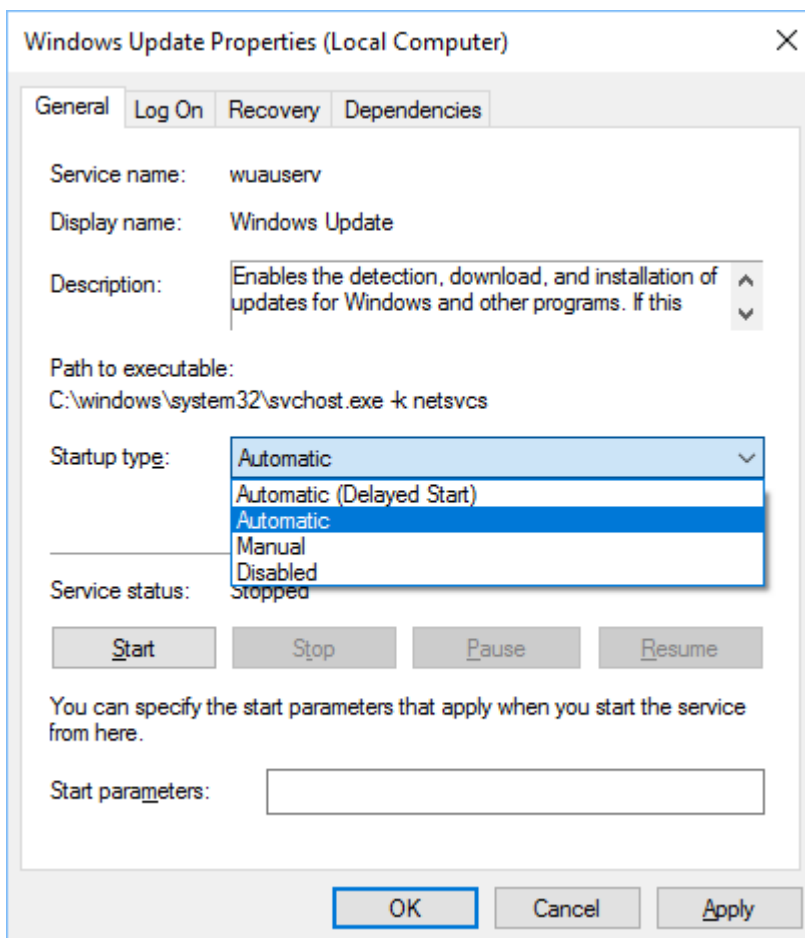 Windows Update Properties (Local Computer)
General Log On Recovery Dependencies
Service name: wuauserv
Display name: Windows Update
Description: Enables the detection, download, and installation of
updates for Windows and other programs. If this
Path to executable:
C:\windows\system32\svchost.exe -k netsvcs
Startup type: Automatic
Automatic (Delayed Start)
Automatic
Manual
Disabled
Service status: Stopped
Start Stop Pause Resume
You can specify the start parameters that apply when you start the service
from here.
Start parameters:
OK Cancel Apply